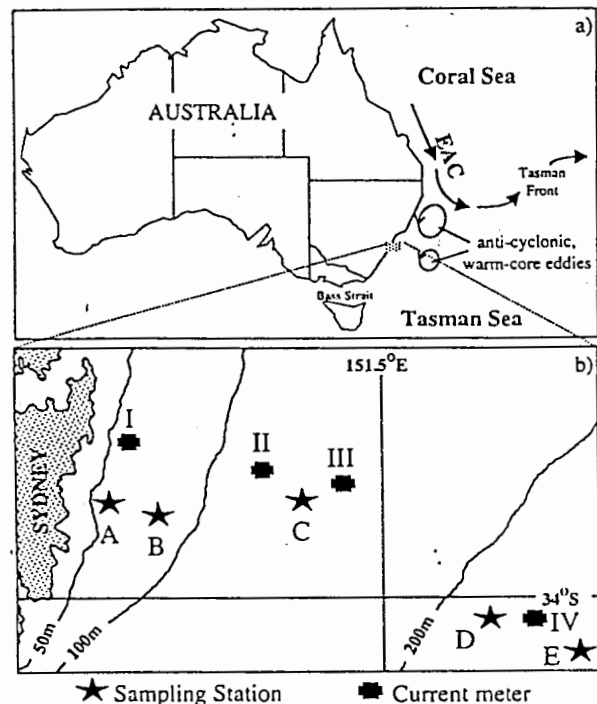 a)
Coral Sea
AUSTRALIA
EAC
Tasman
Front
anti-cyclonic,
warm-core eddies
Bass Strait
Tasman Sea
151.5°E
b)
I
II
III
SYDNEY
A
B
C
34°S
50m
100m
200m
D
IV
E
Sampling Station
Current meter